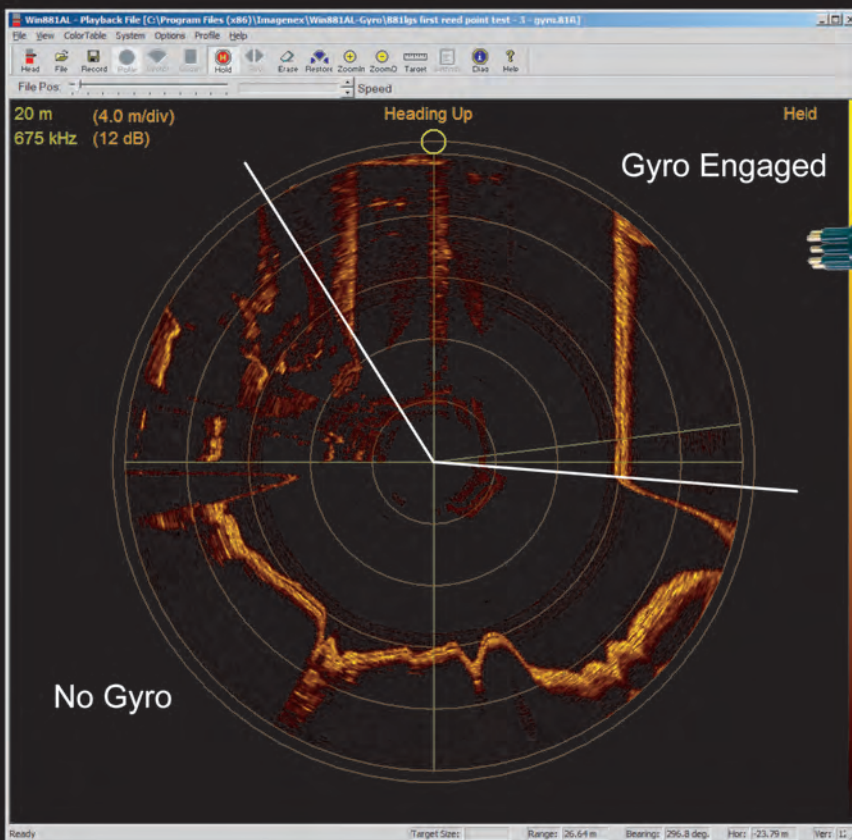 Win881AL - Playback File [C:\Program Files (x86)\Imagenex\Win881AL-Gyro\881lgs first reed point test - 3 - gyro.81R]
File View ColorTable System Options Profile Help
Head File Record Polar Hold Erase Restore ZoomIn ZoomO Target Diag Help
File Pos: Speed
20 m (4.0 m/div) Heading Up Held
675 kHz (12 dB)
Gyro Engaged
No Gyro
Ready Target Size: Range: 26.64 m Bearing: 296.8 deg. Hor: -23.79 m Ver: